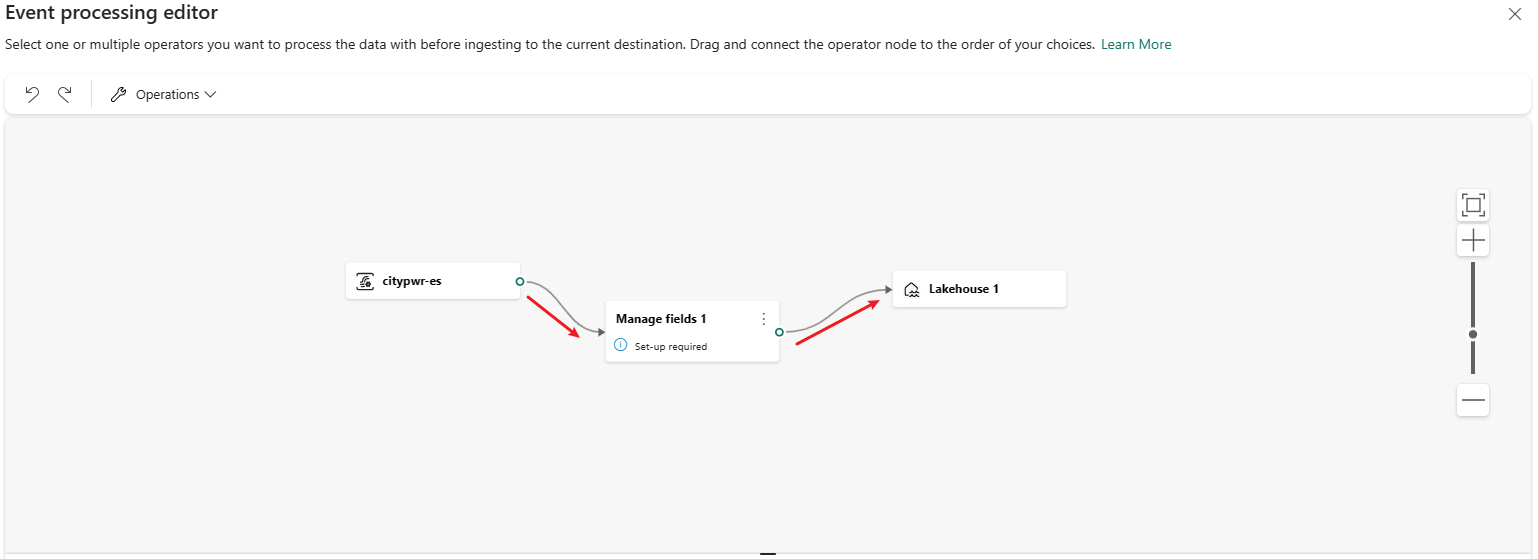 Event processing editor
Select one or multiple operators you want to process the data with before ingesting to the current destination. Drag and connect the operator node to the order of your choices. Learn More
Operations
citypwr-es
Manage fields 1
Set-up required
Lakehouse 1